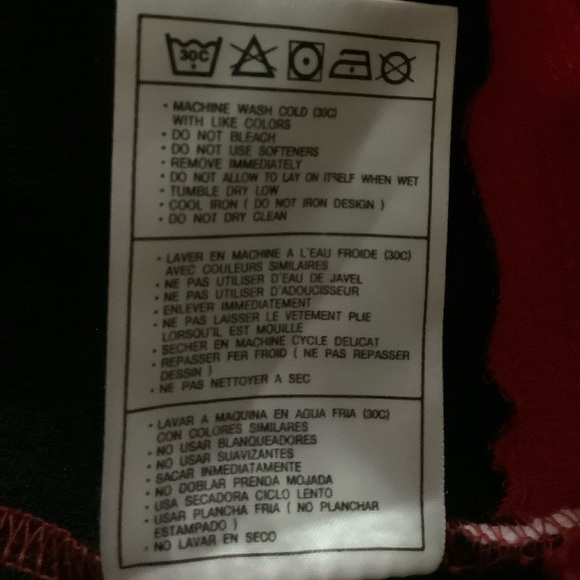 30C
• MACHINE WASH COLD (30C)
WITH LIKE COLORS
• DO NOT BLEACH
• DO NOT USE SOFTENERS
• REMOVE IMMEDIATELY
• DO NOT ALLOW TO LAY ON ITSELF WHEN WET
• TUMBLE DRY LOW
• COOL IRON ( DO NOT IRON DESIGN )
• DO NOT DRY CLEAN
• LAVER EN MACHINE A L'EAU FROIDE (30C)
AVEC COULEURS SIMILAIRES
• NE PAS UTILISER D'EAU DE JAVEL
• NE PAS UTILISER D'ADOUCISSEUR
• ENLEVER IMMEDIATEMENT
• NE PAS LAISSER LE VETEMENT PLIE
LORSQU'IL EST MOUILLE
• SECHER EN MACHINE CYCLE DELICAT
• REPASSER FER FROID ( NE PAS REPASSER
DESSIN )
• NE PAS NETTOYER A SEC
• LAVAR A MAQUINA EN AGUA FRIA (30C)
CON COLORES SIMILARES
• NO USAR BLANQUEADORES
• NO USAR SUAVIZANTES
• SACAR INMEDIATAMENTE
• NO DOBLAR PRENDA MOJADA
• USA SECADORA CICLO LENTO
• USAR PLANCHA FRIA ( NO PLANCHAR
ESTAMPADO )
• NO LAVAR EN SECO